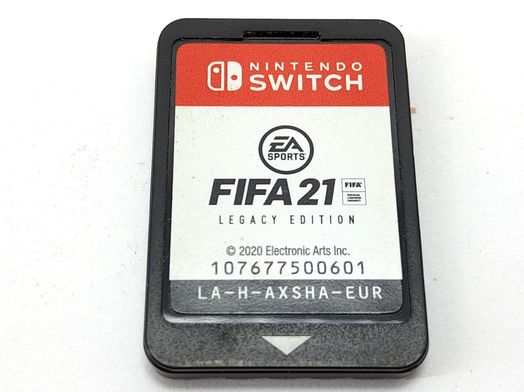 NINTENDO
SWITCH
EA
SPORTS
FIFA 21
FIFA
LEGACY EDITION
© 2020 Electronic Arts Inc.
107677500601
LA-H-AXSHA-EUR